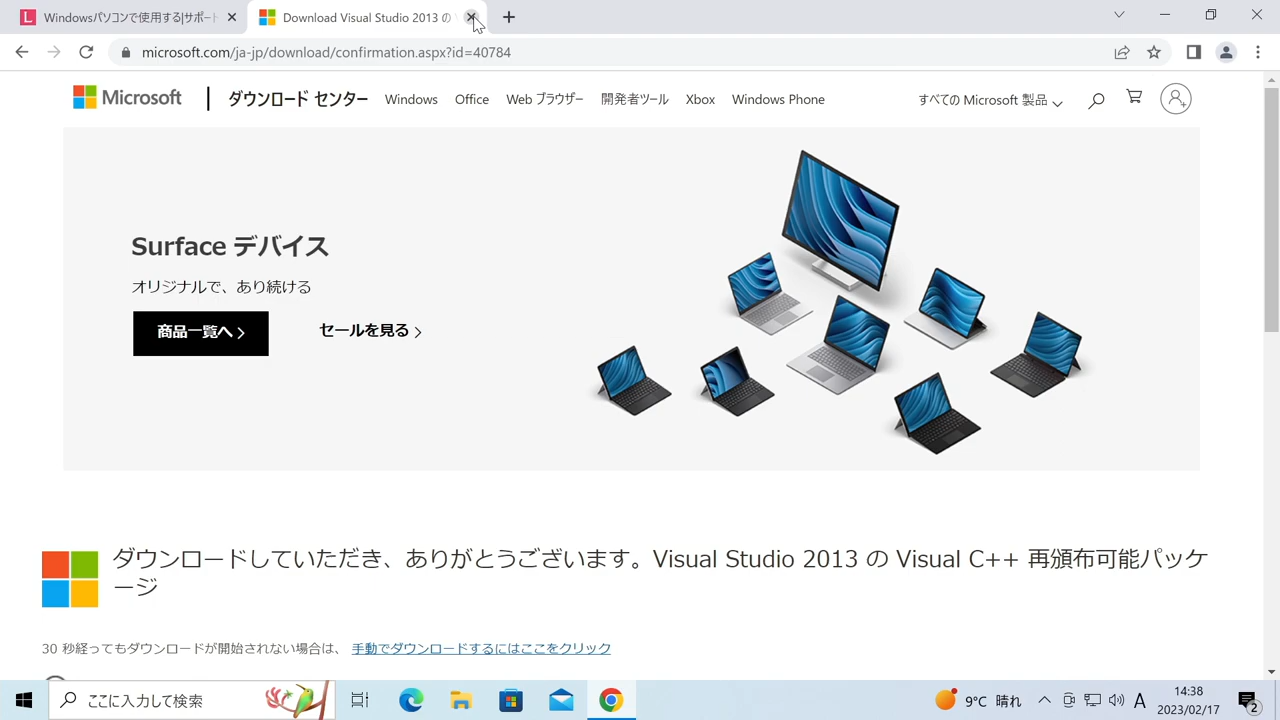 Windowsパソコンで使用する|サポート
Download Visual Studio 2013 の
microsoft.com/ja-jp/download/confirmation.aspx?id=40784
Microsoft
ダウンロード センター
Windows
Office
Web ブラウザー
開発者ツール
Xbox
Windows Phone
すべての Microsoft 製品
Surface デバイス
オリジナルで、あり続ける
商品一覧へ
セールを見る
ダウンロードしていただき、ありがとうございます。Visual Studio 2013 の Visual C++ 再頒布可能パッケ
ージ
30 秒経ってもダウンロードが開始されない場合は、 手動でダウンロードするにはここをクリック
ここに入力して検索
9°C 晴れ
A
14:38
2023/02/17
2